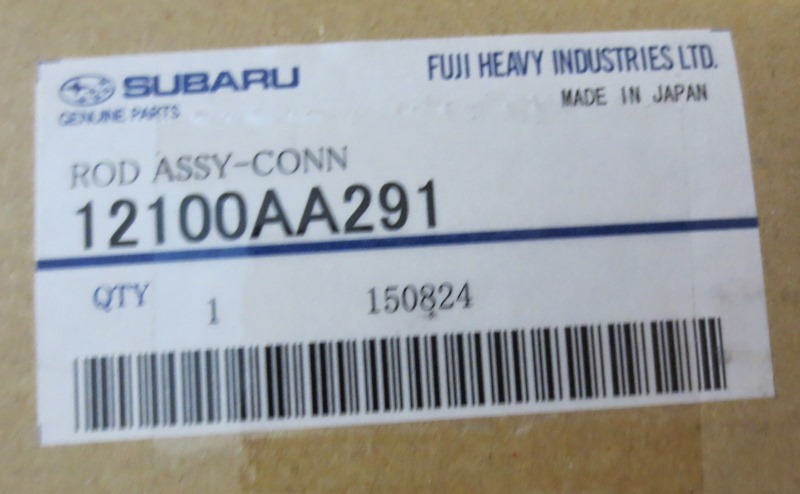 SUBARU
GENUINE PARTS
FUJI HEAVY INDUSTRIES LTD.
MADE IN JAPAN
ROD ASSY-CONN
12100AA291
QTY 1 150824